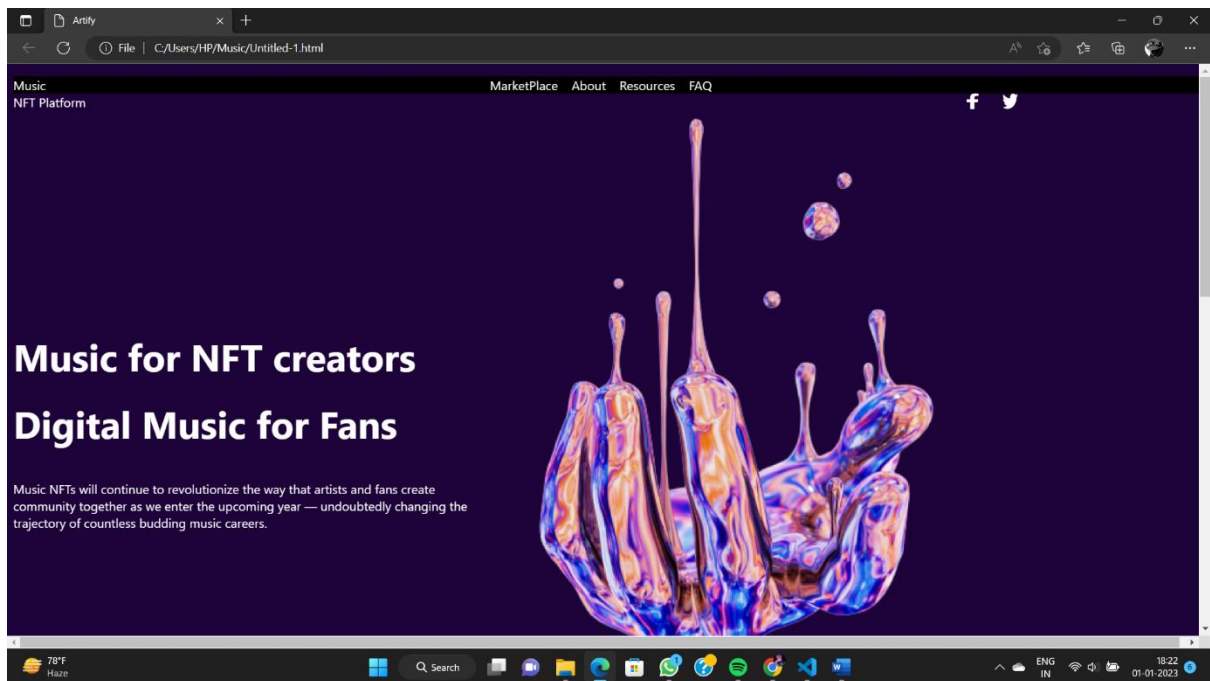 Artify
File | C:/Users/HP/Music/Untitled-1.html
Music MarketPlace About Resources FAQ
NFT Platform
Music for NFT creators
Digital Music for Fans
Music NFTs will continue to revolutionize the way that artists and fans create
community together as we enter the upcoming year — undoubtedly changing the
trajectory of countless budding music careers.
78°F
Haze
Search
ENG
IN
18:22
01-01-2023
6